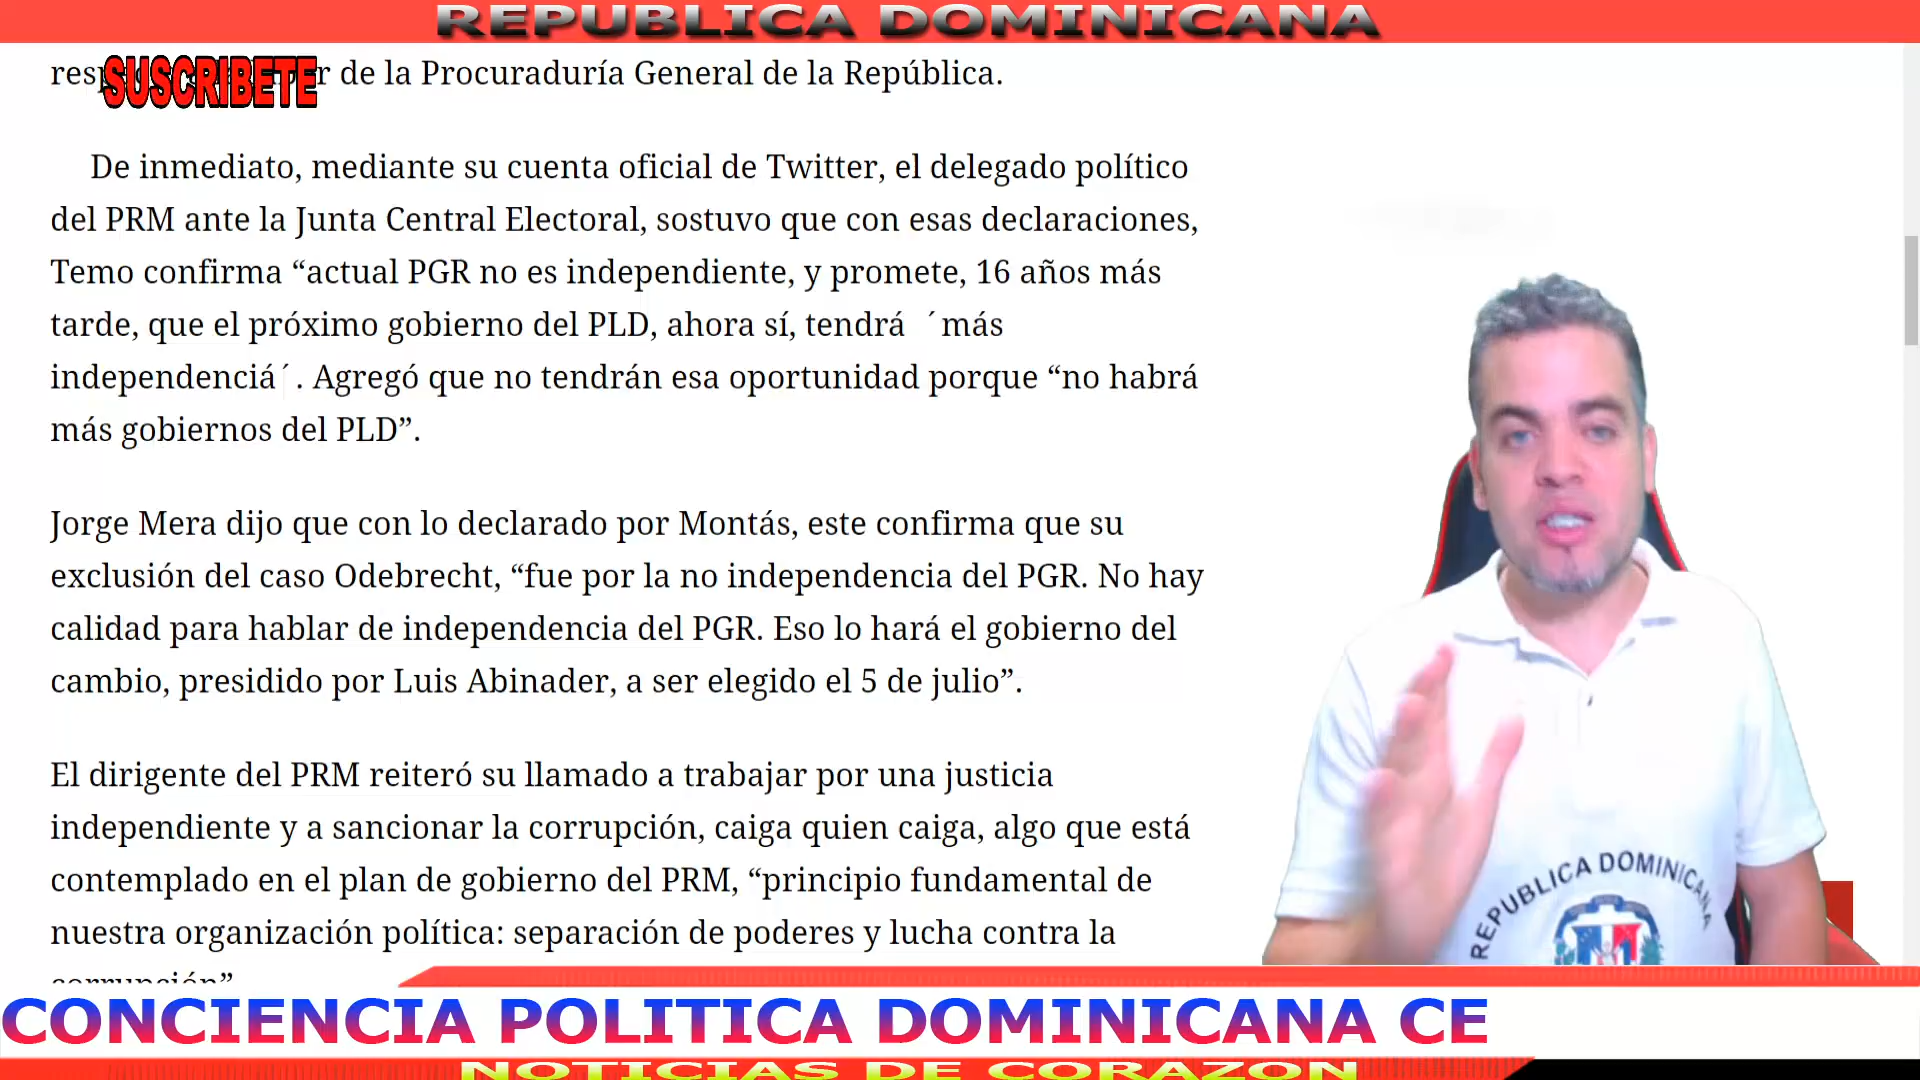 REPUBLICA DOMINICANA
SUSCRIBETE
de la Procuraduría General de la República.
De inmediato, mediante su cuenta oficial de Twitter, el delegado político
del PRM ante la Junta Central Electoral, sostuvo que con esas declaraciones,
Temo confirma “actual PGR no es independiente, y promete, 16 años más
tarde, que el próximo gobierno del PLD, ahora sí, tendrá ´más
independenciá´. Agregó que no tendrán esa oportunidad porque “no habrá
más gobiernos del PLD”.
Jorge Mera dijo que con lo declarado por Montás, este confirma que su
exclusión del caso Odebrecht, “fue por la no independencia del PGR. No hay
calidad para hablar de independencia del PGR. Eso lo hará el gobierno del
cambio, presidido por Luis Abinader, a ser elegido el 5 de julio”.
El dirigente del PRM reiteró su llamado a trabajar por una justicia
independiente y a sancionar la corrupción, caiga quien caiga, algo que está
contemplado en el plan de gobierno del PRM, “principio fundamental de
nuestra organización política: separación de poderes y lucha contra la
corrupción”
REPUBLICA DOMINICANA
CONCIENCIA POLITICA DOMINICANA CE
NOTICIAS DE CORAZON